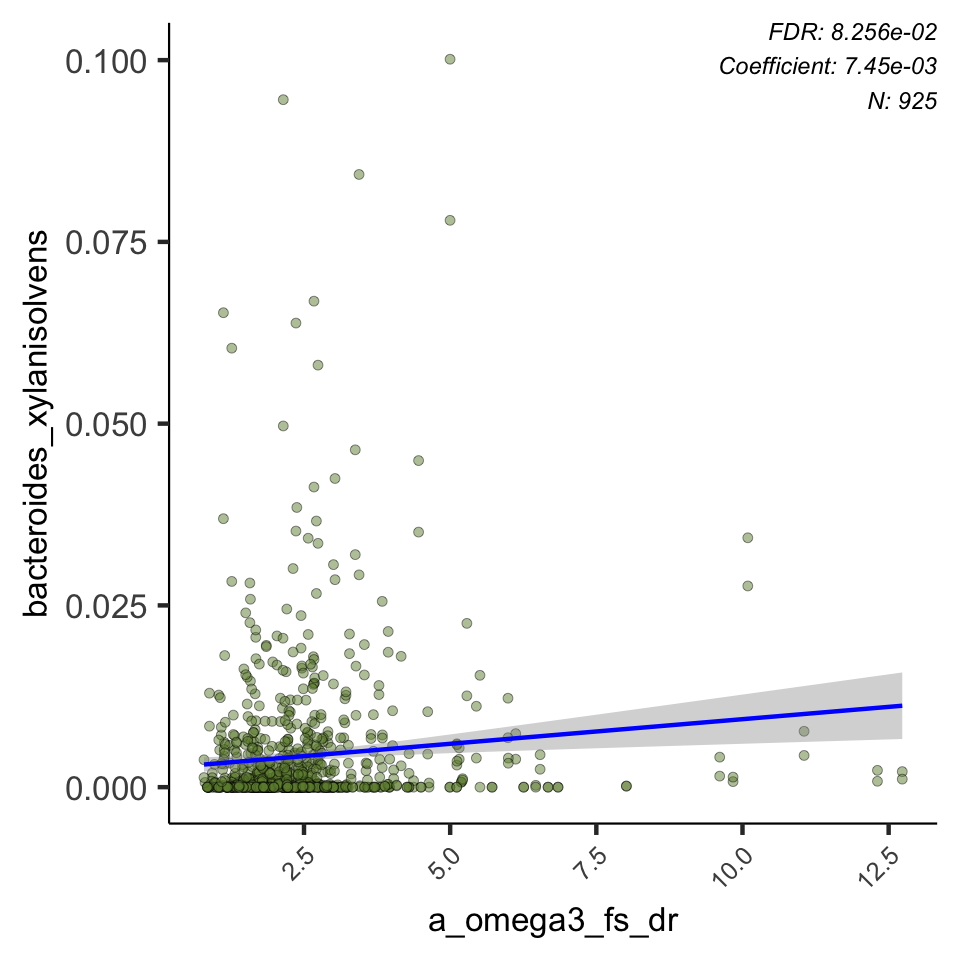 FDR: 8.256e-02
Coefficient: 7.45e-03
N: 925
bacteroides_xylanisolvens
0.100
0.075
0.050
0.025
0.000
2.5
5.0
7.5
10.0
12.5
a_omega3_fs_dr